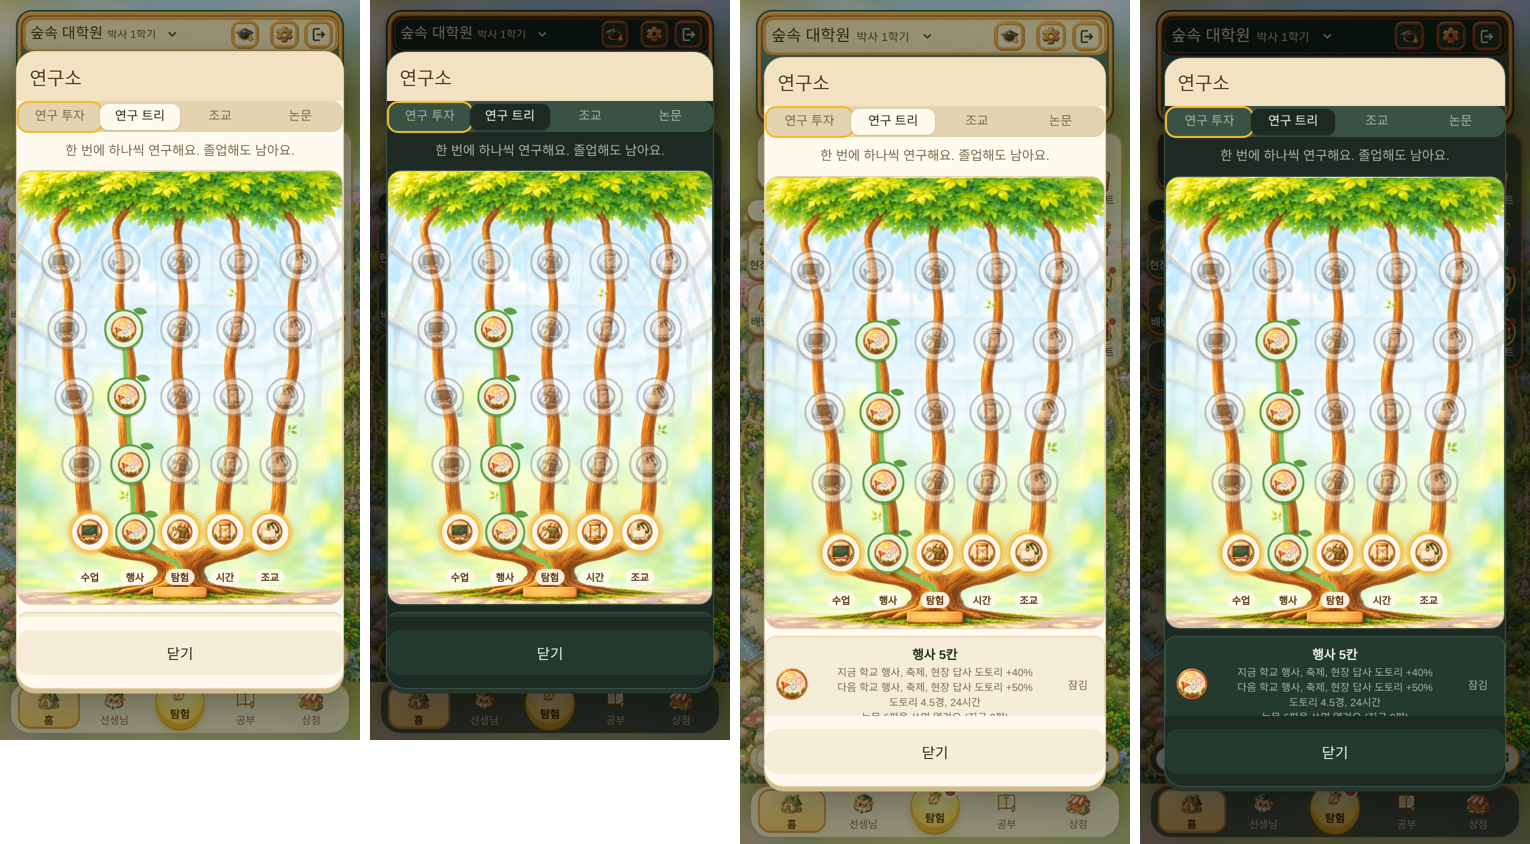 숲속 대학원 박사 1학기
연구소
연구 투자 연구 트리 조교 논문
한 번에 하나씩 연구해요. 졸업해도 남아요.
수업 행사 탐험 시간 조교
닫기
홈 선생님 탐험 공부 상점
숲속 대학원 박사 1학기
연구소
연구 투자 연구 트리 조교 논문
한 번에 하나씩 연구해요. 졸업해도 남아요.
수업 행사 탐험 시간 조교
닫기
홈 선생님 탐험 공부 상점
숲속 대학원 박사 1학기
연구소
연구 투자 연구 트리 조교 논문
한 번에 하나씩 연구해요. 졸업해도 남아요.
수업 행사 탐험 시간 조교
행사 5칸
지금 학교 행사, 축제, 현장 답사 도토리 +40%
다음 학교 행사, 축제, 현장 답사 도토리 +50%
잠김
도토리 4.5경, 24시간
닫기
홈 선생님 탐험 공부 상점
숲속 대학원 박사 1학기
연구소
연구 투자 연구 트리 조교 논문
한 번에 하나씩 연구해요. 졸업해도 남아요.
수업 행사 탐험 시간 조교
행사 5칸
지금 학교 행사, 축제, 현장 답사 도토리 +40%
다음 학교 행사, 축제, 현장 답사 도토리 +50%
잠김
도토리 4.5경, 24시간
닫기
홈 선생님 탐험 공부 상점